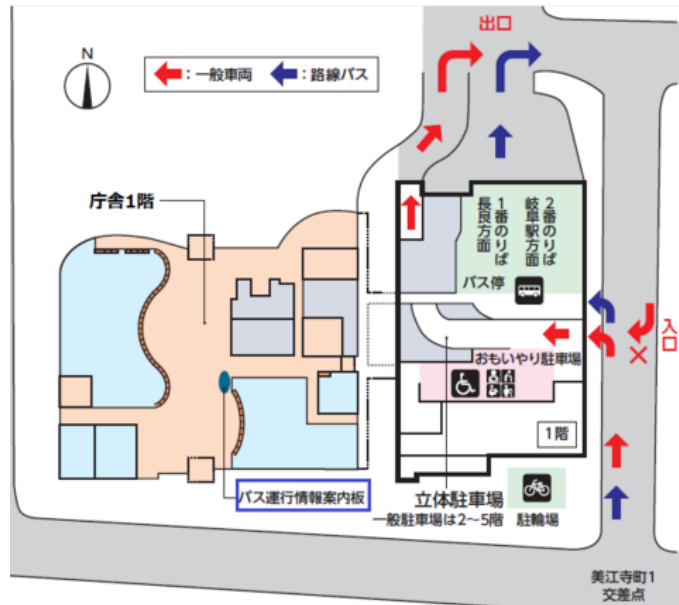 出口
N
：一般車両
：路線バス
庁舎1階
2番のりば
岐阜駅方面
1番のりば
長良方面
バス停
入口
おもいやり駐車場
1階
バス運行情報案内板
立体駐車場
一般駐車場は2～5階
駐輪場
美江寺町1
交差点